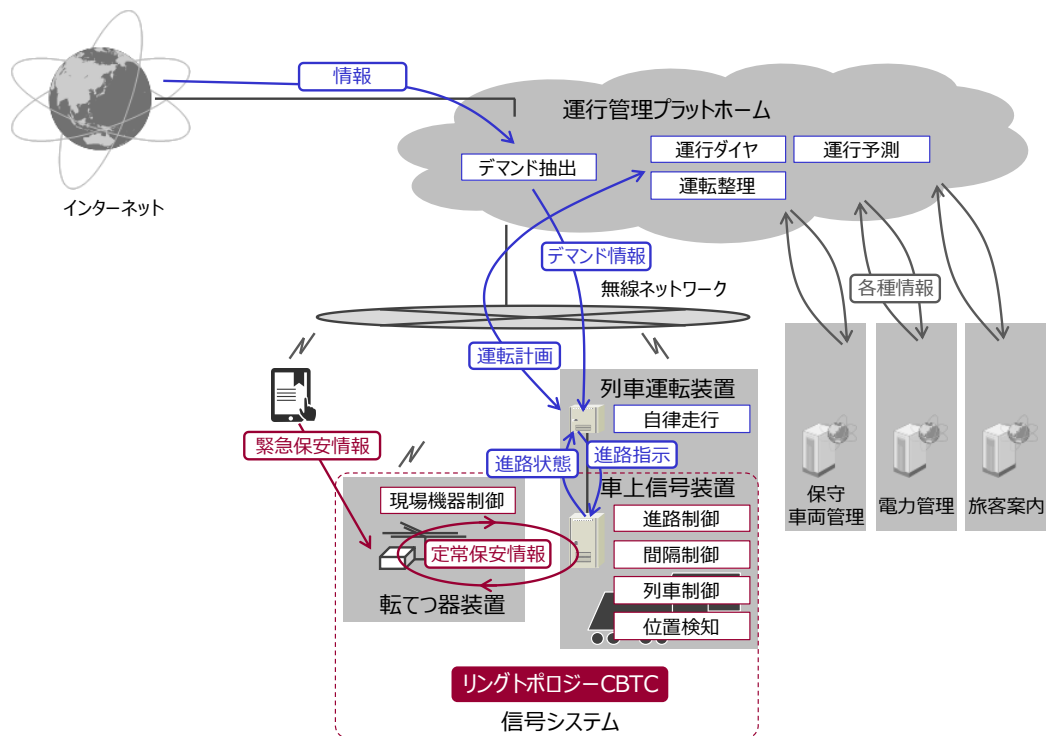 情報
運行管理プラットホーム
デマンド抽出
運行ダイヤ
運行予測
運転整理
インターネット
デマンド情報
無線ネットワーク
各種情報
運転計画
列車運転装置
自律走行
緊急保安情報
進路状態
進路指示
車上信号装置
現場機器制御
進路制御
定常保安情報
間隔制御
列車制御
位置検知
転てつ器装置
保守
車両管理
電力管理
旅客案内
リングトポロジーCBTC
信号システム